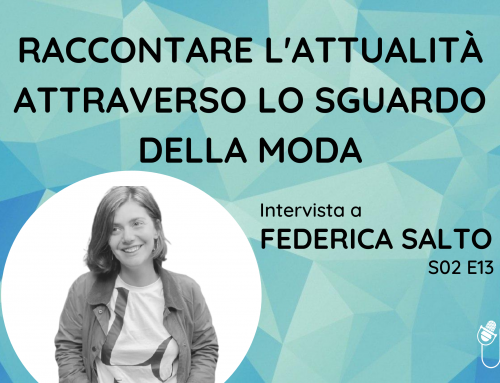 RACCONTARE L'ATTUALITÀ
ATTRAVERSO LO SGUARDO
DELLA MODA
Intervista a
FEDERICA SALTO
S02 E13